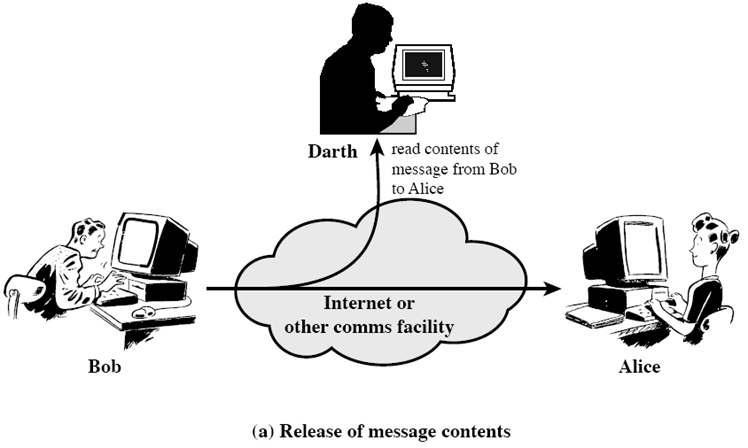 Darth
read contents of
message from Bob
to Alice
Internet or
other comms facility
Bob
Alice
(a) Release of message contents